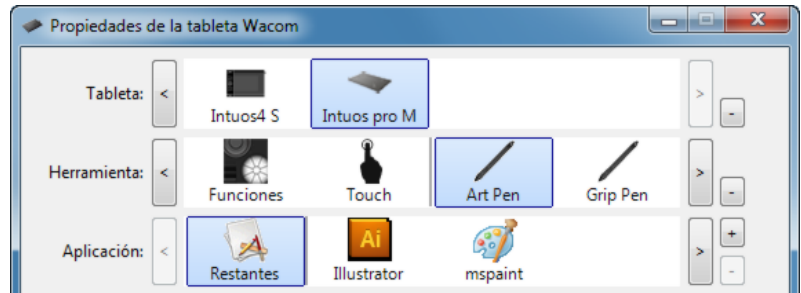 Propiedades de la tableta Wacom
Tableta: < Intuos4 S Intuos pro M > -
Herramienta: < Funciones Touch Art Pen Grip Pen > -
Aplicación: < Restantes Ai Illustrator mspaint > + -